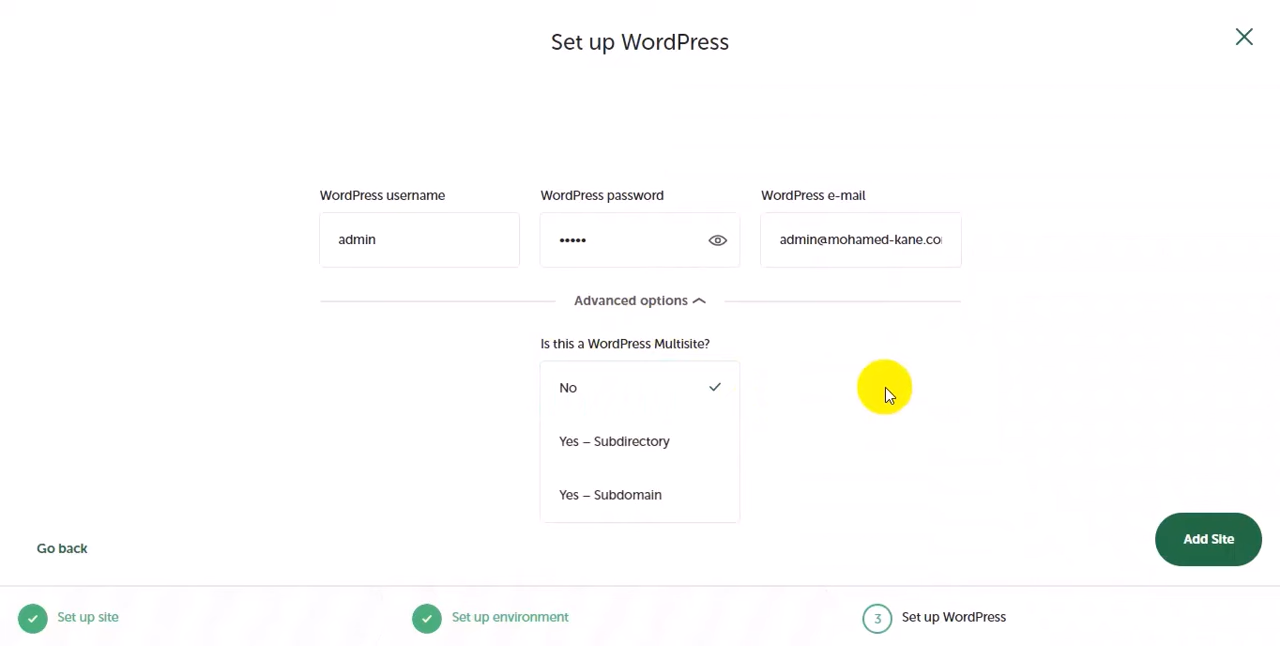 Set up WordPress
WordPress username
WordPress password
WordPress e-mail
admin
•••••
admin@mohamed-kane.co
Advanced options
Is this a WordPress Multisite?
No
Yes – Subdirectory
Yes – Subdomain
Go back
Add Site
Set up site
Set up environment
3
Set up WordPress